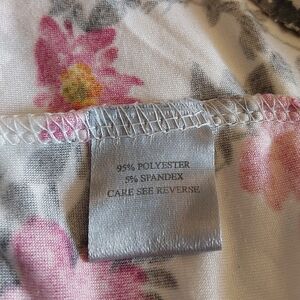 95% POLYESTER
5% SPANDEX
CARE SEE REVERSE